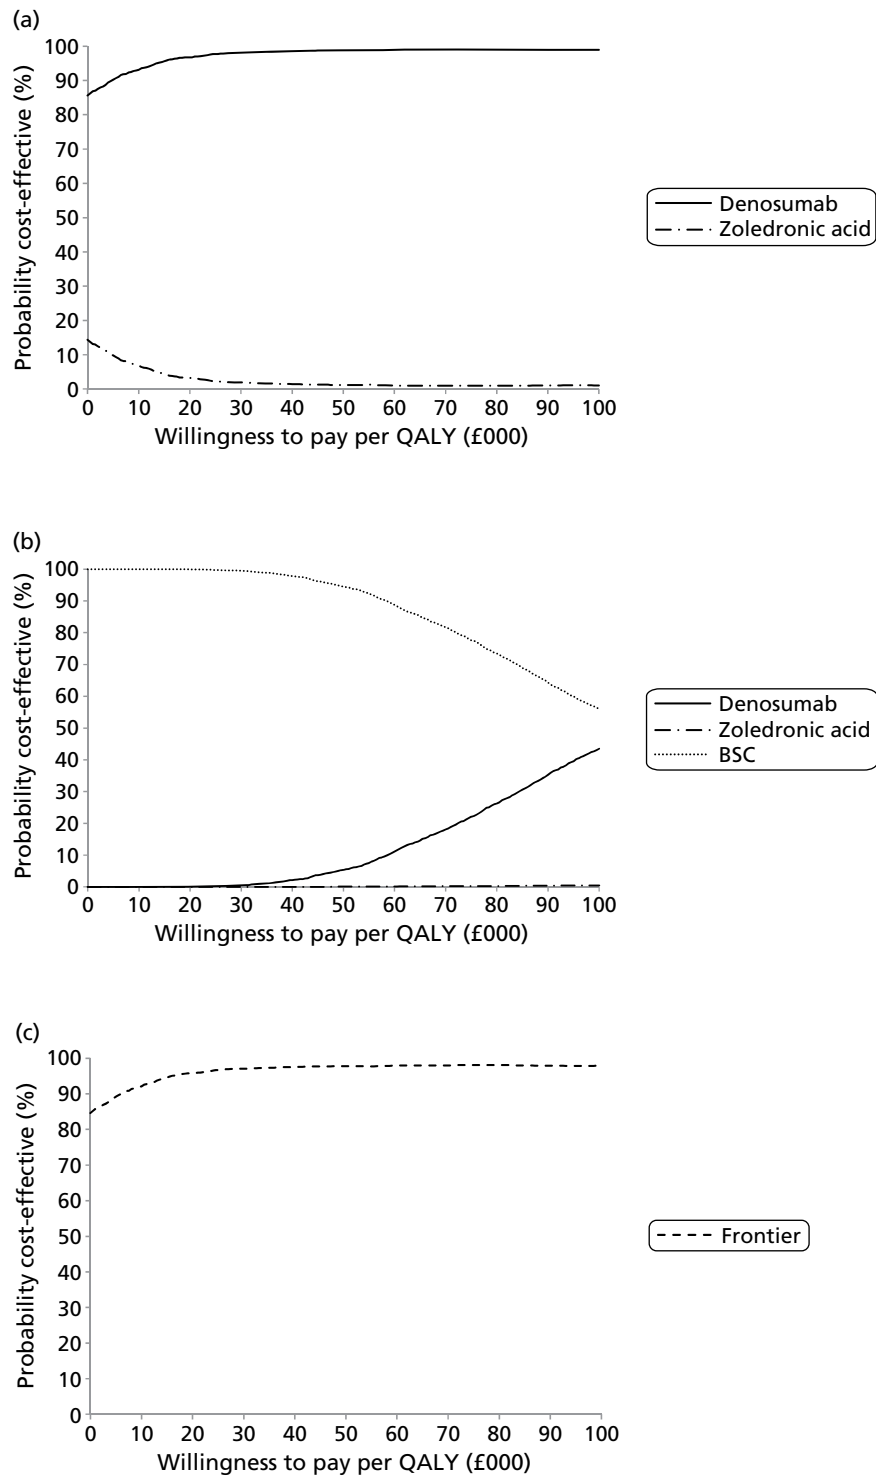 (a)
Probability cost-effective (%)
100
90
80
70
60
50
40
30
20
10
0
0 10 20 30 40 50 60 70 80 90 100
Willingness to pay per QALY (£000)
Denosumab
Zoledronic acid
(b)
Probability cost-effective (%)
100
90
80
70
60
50
40
30
20
10
0
0 10 20 30 40 50 60 70 80 90 100
Willingness to pay per QALY (£000)
Denosumab
Zoledronic acid
BSC
(c)
Probability cost-effective (%)
100
90
80
70
60
50
40
30
20
10
0
0 10 20 30 40 50 60 70 80 90 100
Willingness to pay per QALY (£000)
Frontier